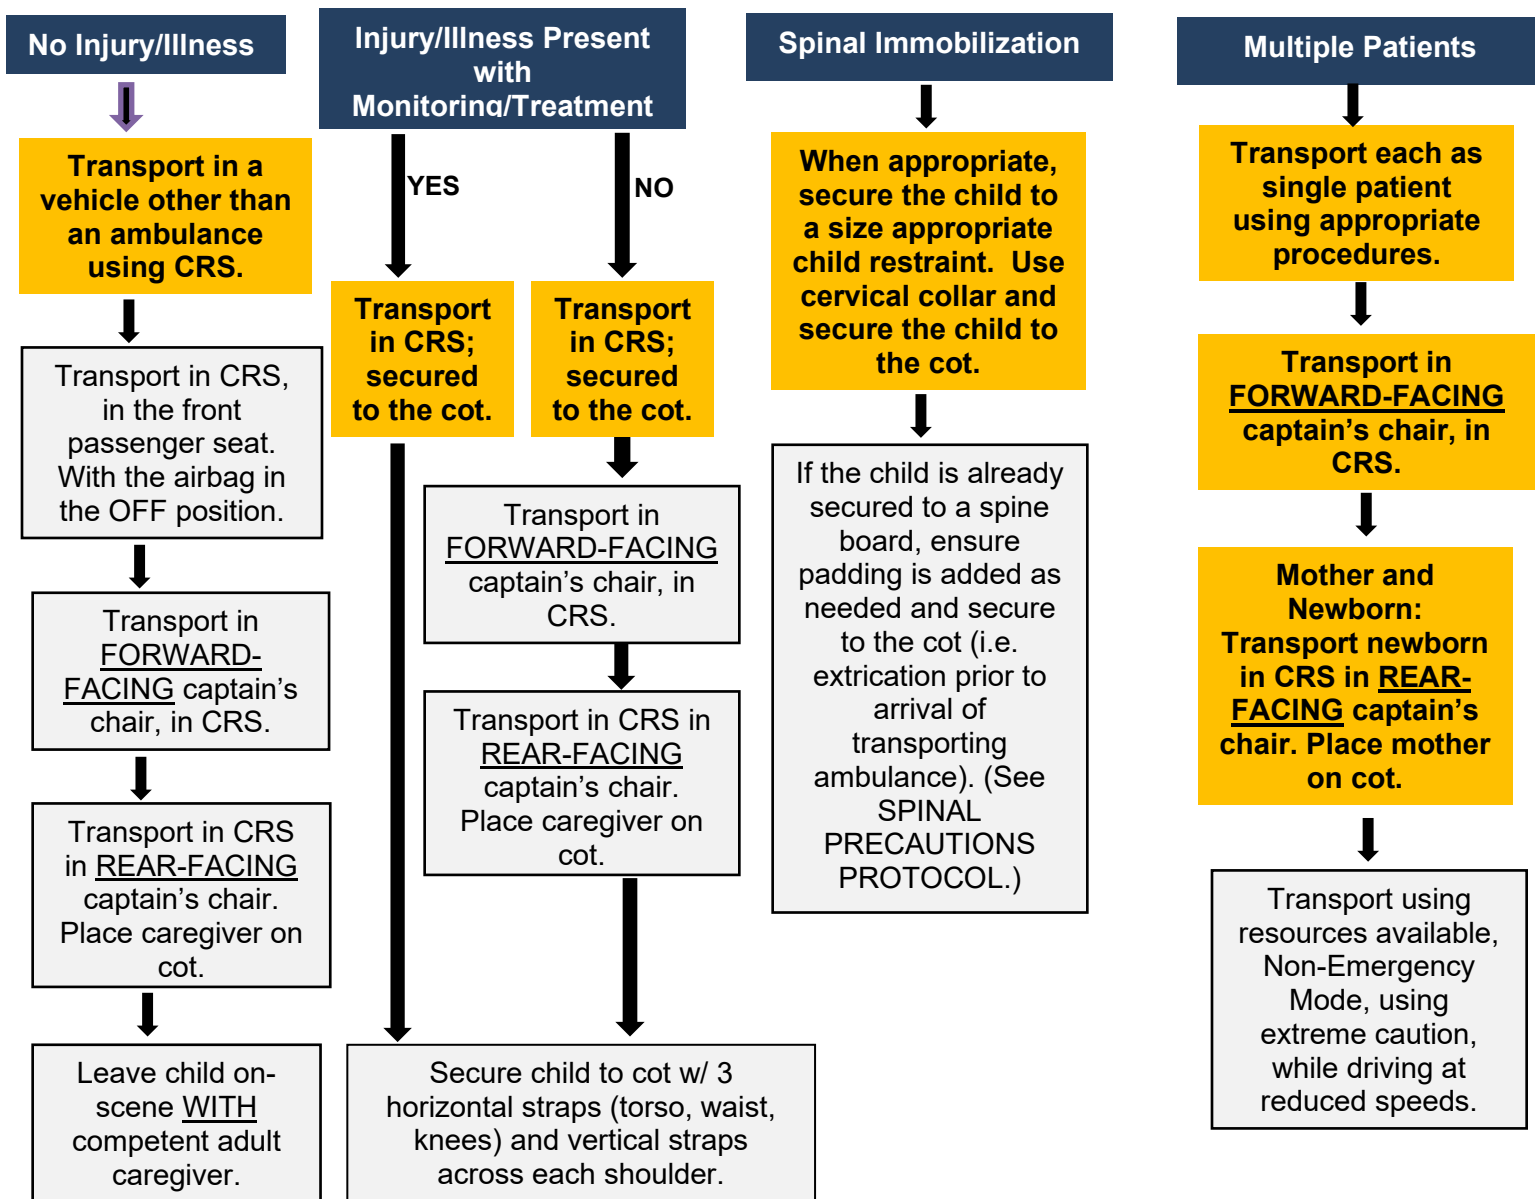 No Injury/Illness
Transport in a
vehicle other than
an ambulance
using CRS.
Transport in CRS,
in the front
passenger seat.
With the airbag in
the OFF position.
Transport in
FORWARD-
FACING captain's
chair, in CRS.
Transport in CRS
in REAR-FACING
captain's chair.
Place caregiver on
cot.
Leave child on-
scene WITH
competent adult
caregiver.
Injury/Illness Present
with
Monitoring/Treatment
YES
NO
Transport
in CRS;
secured
to the cot.
Transport
in CRS;
secured
to the cot.
Transport in
FORWARD-FACING
captain's chair, in
CRS.
Transport in CRS in
REAR-FACING
captain's chair.
Place caregiver on
cot.
Secure child to cot w/ 3
horizontal straps (torso, waist,
knees) and vertical straps
across each shoulder.
Spinal Immobilization
When appropriate,
secure the child to
a size appropriate
child restraint.  Use
cervical collar and
secure the child to
the cot.
If the child is already
secured to a spine
board, ensure
padding is added as
needed and secure
to the cot (i.e.
extrication prior to
arrival of
transporting
ambulance). (See
SPINAL
PRECAUTIONS
PROTOCOL.)
Multiple Patients
Transport each as
single patient
using appropriate
procedures.
Transport in
FORWARD-FACING
captain's chair, in
CRS.
Mother and
Newborn:
Transport newborn
in CRS in REAR-
FACING captain's
chair. Place mother
on cot.
Transport using
resources available,
Non-Emergency
Mode, using
extreme caution,
while driving at
reduced speeds.